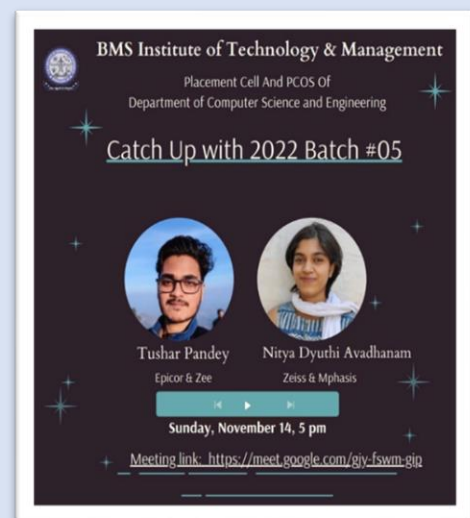 BMS Institute of Technology & Management
Placement Cell And PCOS Of
Department of Computer Science and Engineering
Catch Up with 2022 Batch #05
Tushar Pandey
Nitya Dyuthi Avadhanam
Epicor & Zee
Zeiss & Mphasis
Sunday, November 14, 5 pm
Meeting link: https://meet.google.com/gjy-fswm-gip